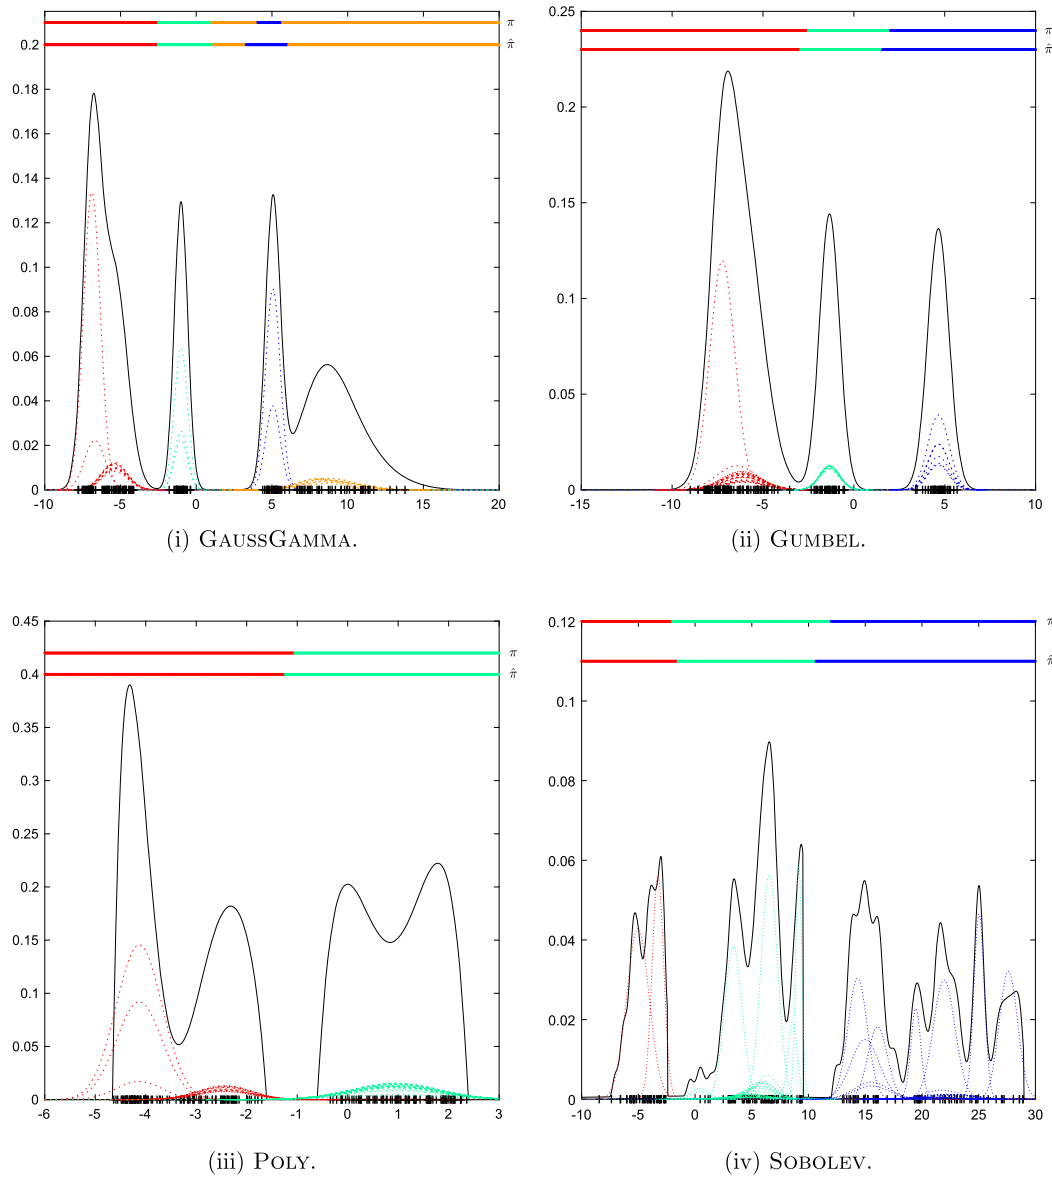 π
π̂
0.2
0.18
0.16
0.14
0.12
0.1
0.08
0.06
0.04
0.02
0
-10 -5 0 5 10 15 20
(i) GAUSSGAMMA.
0.25
π
π̂
0.2
0.15
0.1
0.05
0
-15 -10 -5 0 5 10
(ii) GUMBEL.
0.45
π
π̂
0.4
0.35
0.3
0.25
0.2
0.15
0.1
0.05
0
-6 -5 -4 -3 -2 -1 0 1 2 3
(iii) POLY.
0.12
π
π̂
0.1
0.08
0.06
0.04
0.02
0
-10 -5 0 5 10 15 20 25 30
(iv) SOBOLEV.